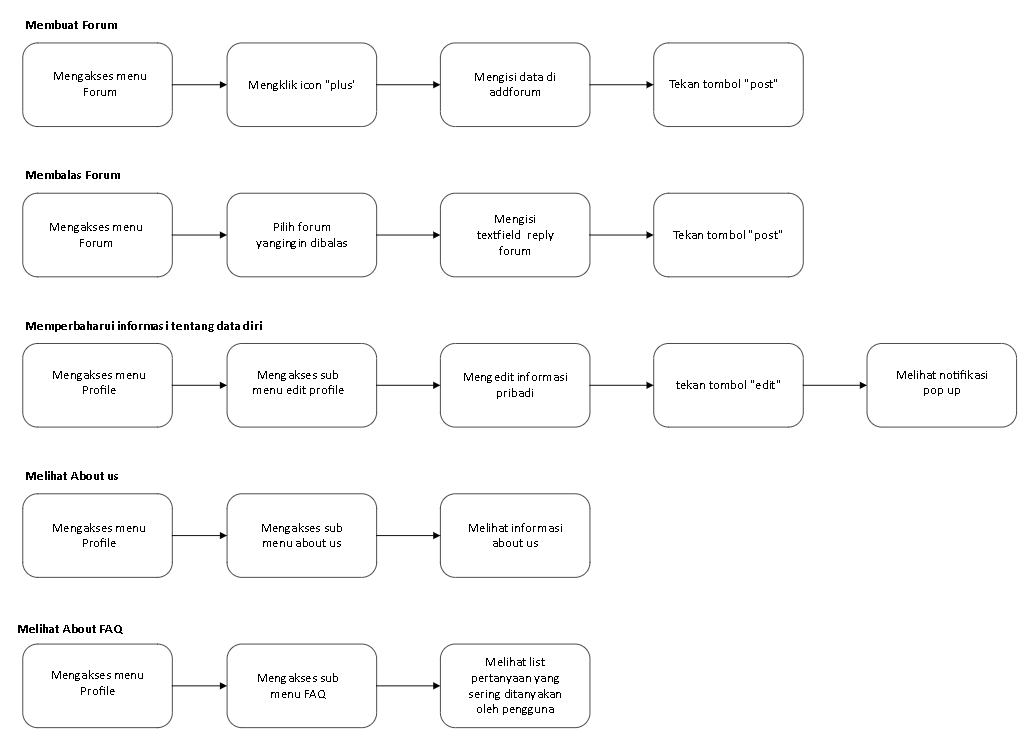 Membuat Forum
Mengakses menu
Forum
Mengklik icon "plus'
Mengisi data di
addforum
Tekan tombol "post"
Membalas Forum
Mengakses menu
Forum
Pilih forum
yangingin dibalas
Mengisi
textfield reply
forum
Tekan tombol "post"
Memperbaharui informasi tentang data diri
Mengakses menu
Profile
Mengakses sub
menu edit profile
Mengedit informasi
pribadi
tekan tombol "edit"
Melihat notifikasi
pop up
Melihat About us
Mengakses menu
Profile
Mengakses sub
menu about us
Melihat informasi
about us
Melihat About FAQ
Mengakses menu
Profile
Mengakses sub
menu FAQ
Melihat list
pertanyaan yang
sering ditanyakan
oleh pengguna